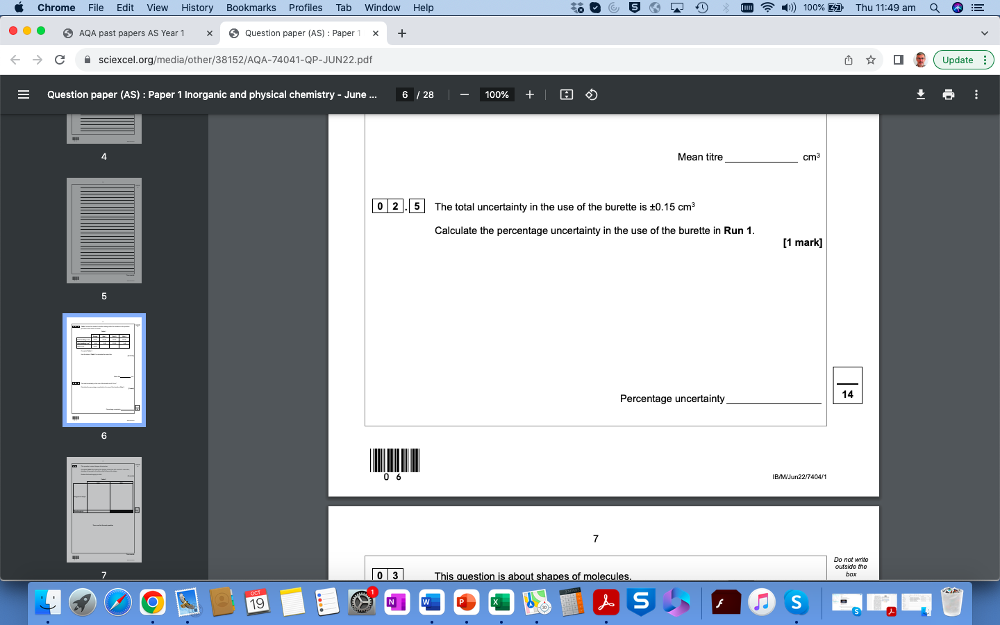 Chrome File Edit View History Bookmarks Profiles Tab Window Help 100% Thu 11:49 am
AQA past papers AS Year 1
Question paper (AS) : Paper 1
sciexcel.org/media/other/38152/AQA-74041-QP-JUN22.pdf
Update
Question paper (AS) : Paper 1 Inorganic and physical chemistry - June ...
6 / 28
100%
4
5
6
7
Mean titre cm³
0 2 . 5 The total uncertainty in the use of the burette is ±0.15 cm³
Calculate the percentage uncertainty in the use of the burette in Run 1.
[1 mark]
Percentage uncertainty
14
0 6
IB/M/Jun22/7404/1
7
Do not write
outside the
box
0 3 This question is about shapes of molecules.
OCT
19
1